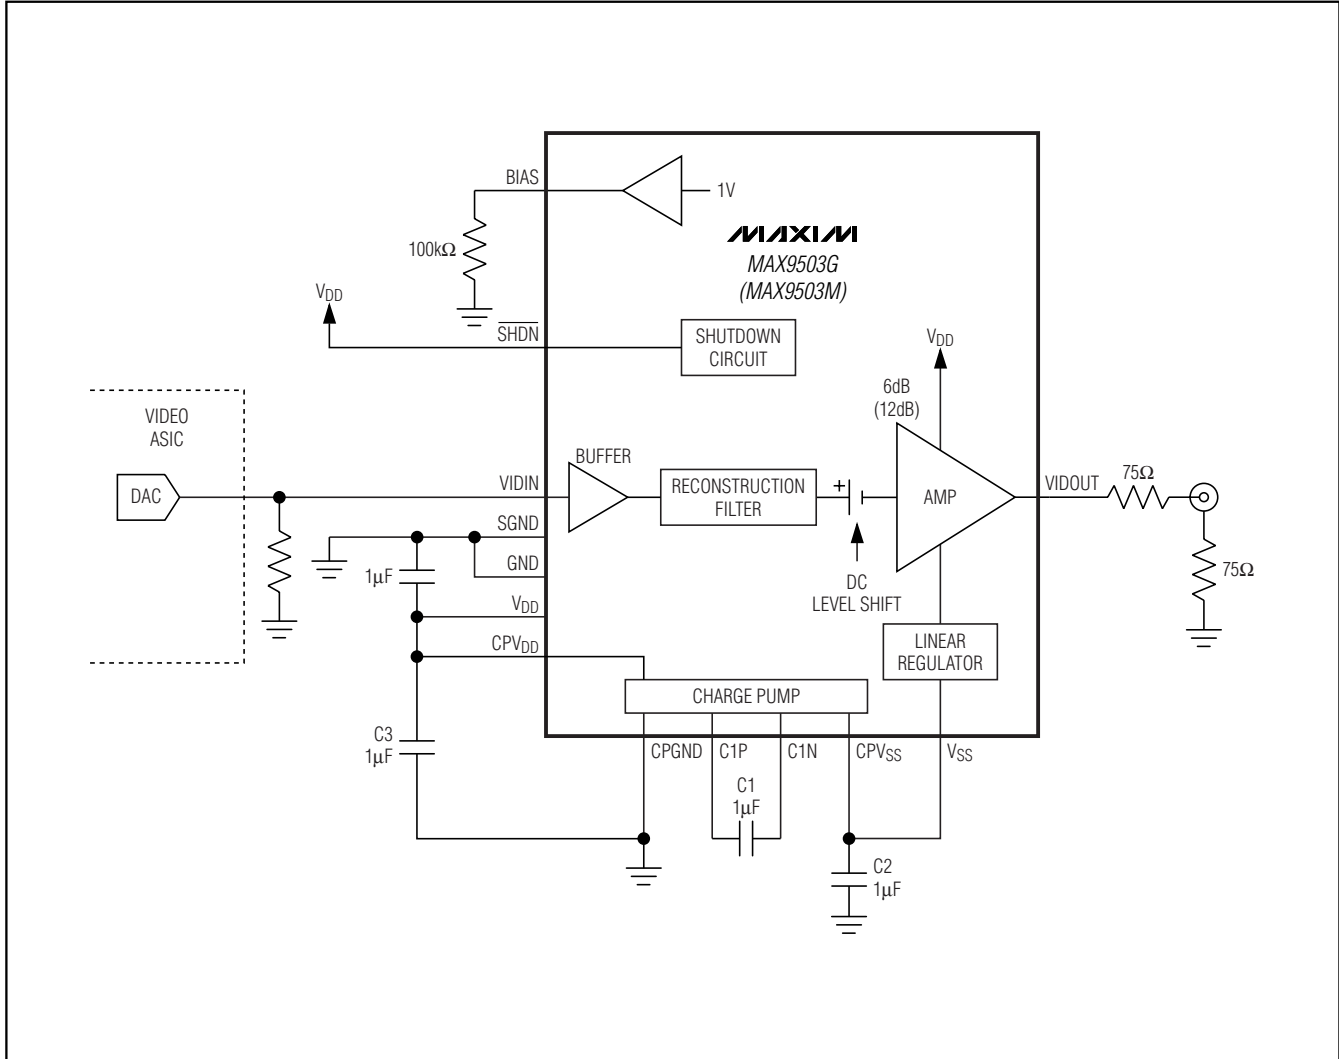 BIAS
1V
100kΩ
MAXIM
MAX9503G
(MAX9503M)
VDD
SHDN
SHUTDOWN
CIRCUIT
VDD
6dB
(12dB)
VIDEO
ASIC
DAC
VIDIN
BUFFER
RECONSTRUCTION
FILTER
+
AMP
VIDOUT
75Ω
75Ω
SGND
GND
1µF
DC
LEVEL SHIFT
VDD
CPVDD
LINEAR
REGULATOR
CHARGE PUMP
C3
1µF
CPGND
C1P
C1N
CPVSS
VSS
C1
1µF
C2
1µF